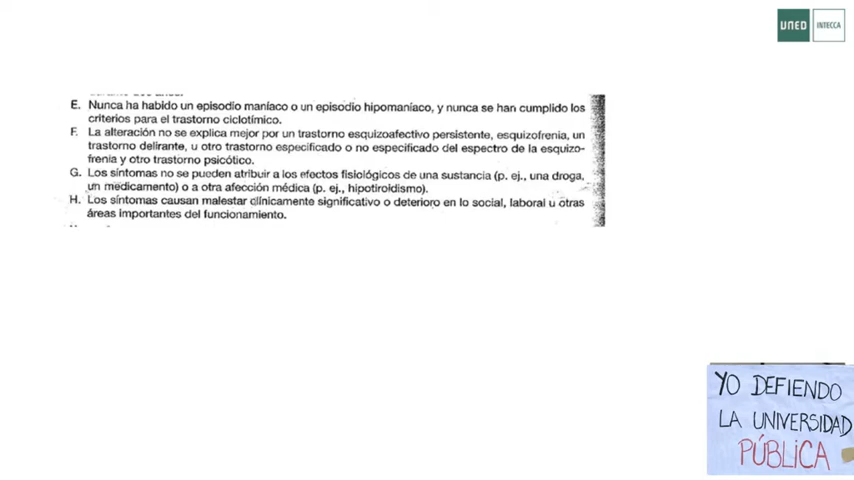 UNED
INTECCA
E. Nunca ha habido un episodio maníaco o un episodio hipomaníaco, y nunca se han cumplido los
criterios para el trastorno ciclotímico.
F. La alteración no se explica mejor por un trastorno esquizoafectivo persistente, esquizofrenia, un
trastorno delirante, u otro trastorno especificado o no especificado del espectro de la esquizo-
frenia y otro trastorno psicótico.
G. Los síntomas no se pueden atribuir a los efectos fisiológicos de una sustancia (p. ej., una droga,
un medicamento) o a otra afección médica (p. ej., hipotiroidismo).
H. Los síntomas causan malestar clínicamente significativo o deterioro en lo social, laboral u otras
áreas importantes del funcionamiento.
YO DEFIENDO
LA UNIVERSIDAD
PÚBLICA